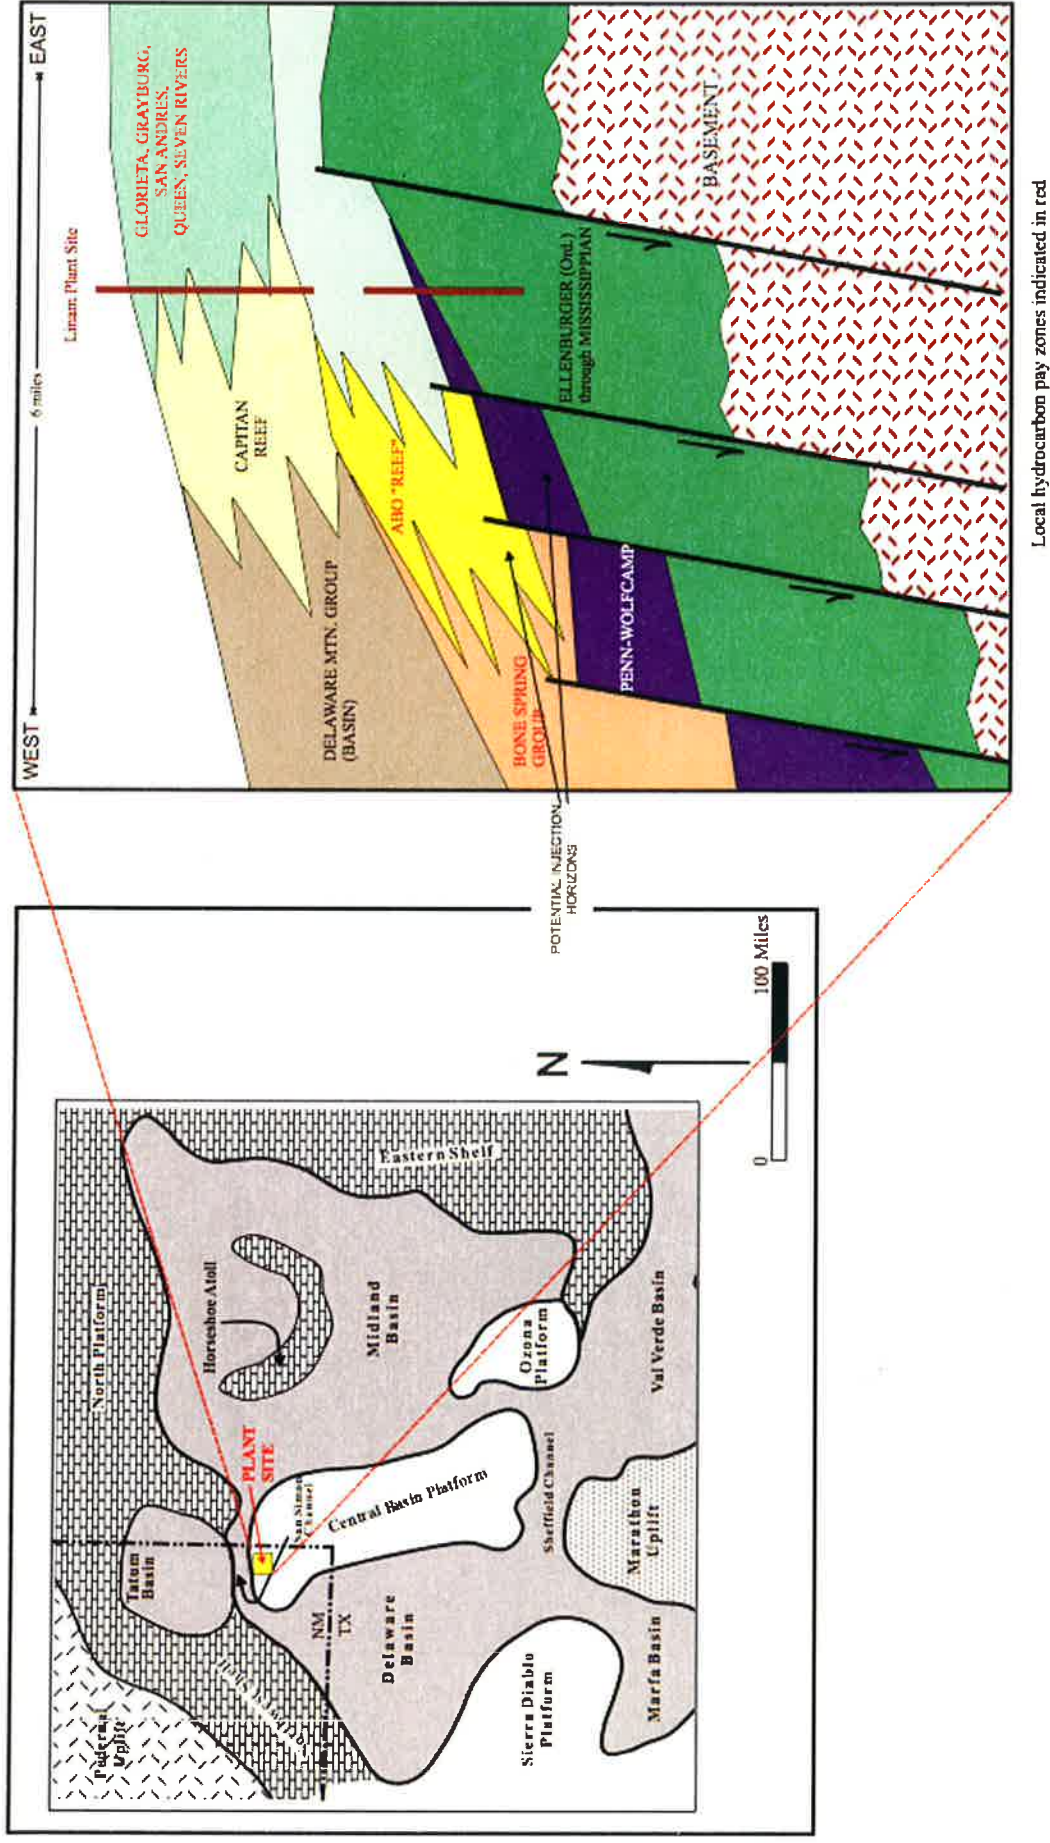 WEST
6 miles
EAST
Linam Plant Site
GLORIETA, GRAYBURG,
SAN ANDRES,
QUEEN, SEVEN RIVERS
CAPITAN
REEF
DELAWARE MTN. GROUP
(BASIN)
ABO "REEF"
BONE SPRING
GROUP
PENN-WOLFCAMP
ELLENBURGER (Ord.)
through MISSISSIPPIAN
BASEMENT
POTENTIAL INJECTION
HORIZONS
Local hydrocarbon pay zones indicated in red
Pedernal
Uplift
Tatum
Basin
North Platform
Horseshoe Atoll
PLANT
SITE
San Simon
Channel
NM
TX
Central Basin Platform
Midland
Basin
Eastern Shelf
Delaware
Basin
Sierra Diablo
Platform
Sheffield Channel
Ozona
Platform
Marathon
Uplift
Marfa Basin
Val Verde Basin
N
0
100 Miles